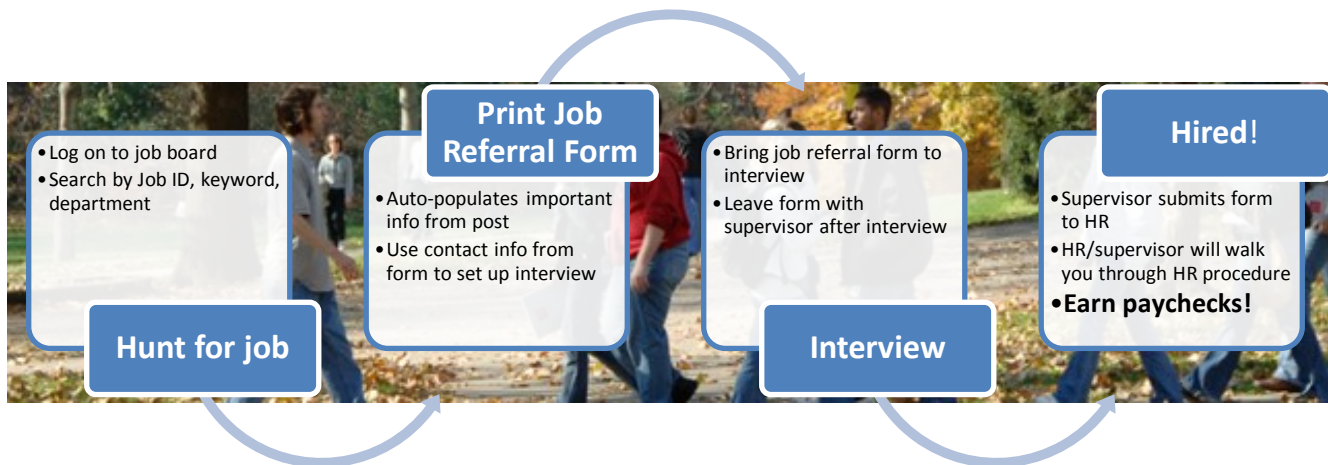 • Log on to job board
• Search by Job ID, keyword,
department
Hunt for job
Print Job
Referral Form
• Auto-populates important
info from post
• Use contact info from
form to set up interview
• Bring job referral form to
interview
• Leave form with
supervisor after interview
Interview
Hired!
• Supervisor submits form
to HR
• HR/supervisor will walk
you through HR procedure
• Earn paychecks!